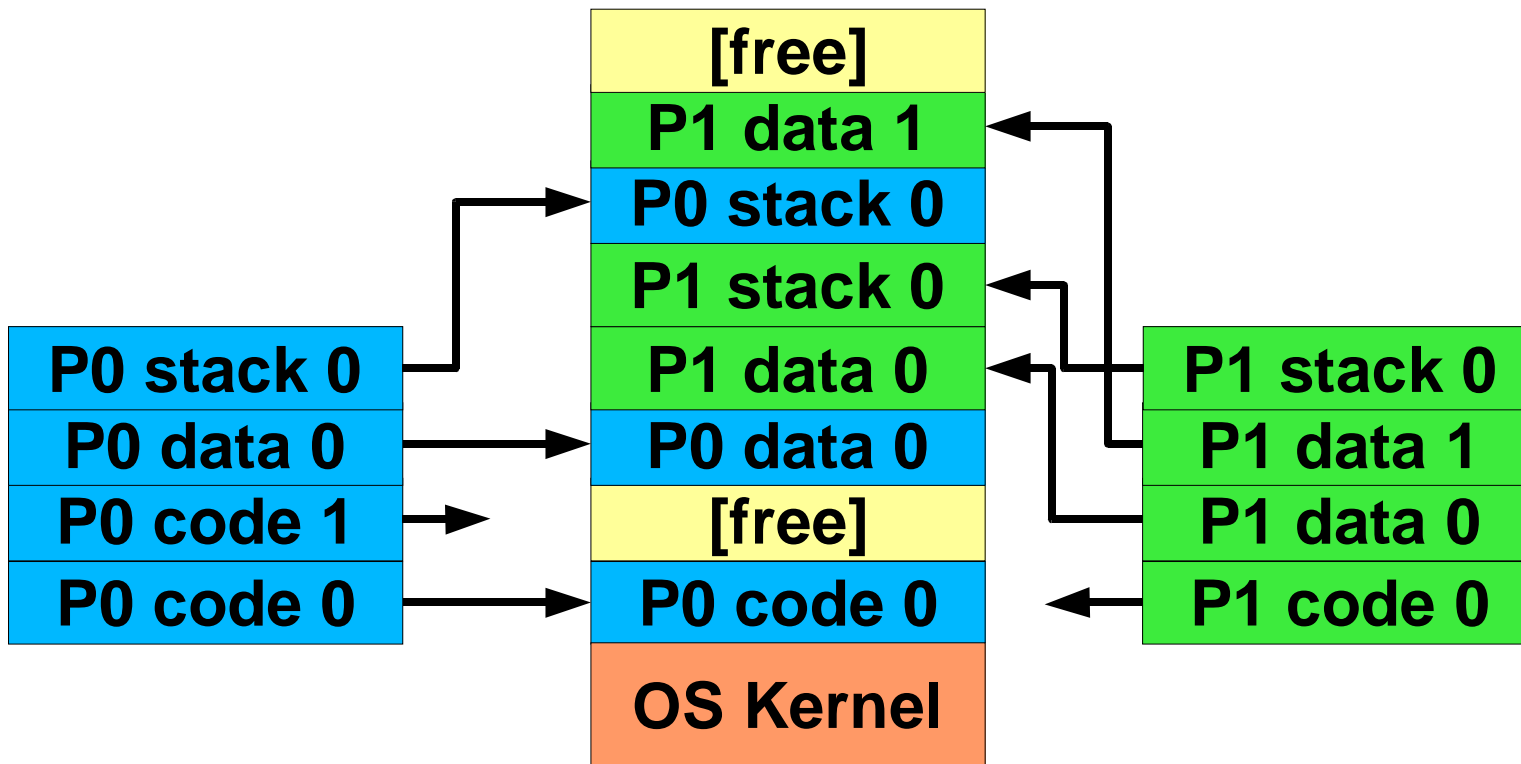 [free]
P1 data 1
P0 stack 0
P1 stack 0
P1 data 0
P0 data 0
[free]
P0 code 0
OS Kernel
P0 stack 0
P0 data 0
P0 code 1
P0 code 0
P1 stack 0
P1 data 1
P1 data 0
P1 code 0